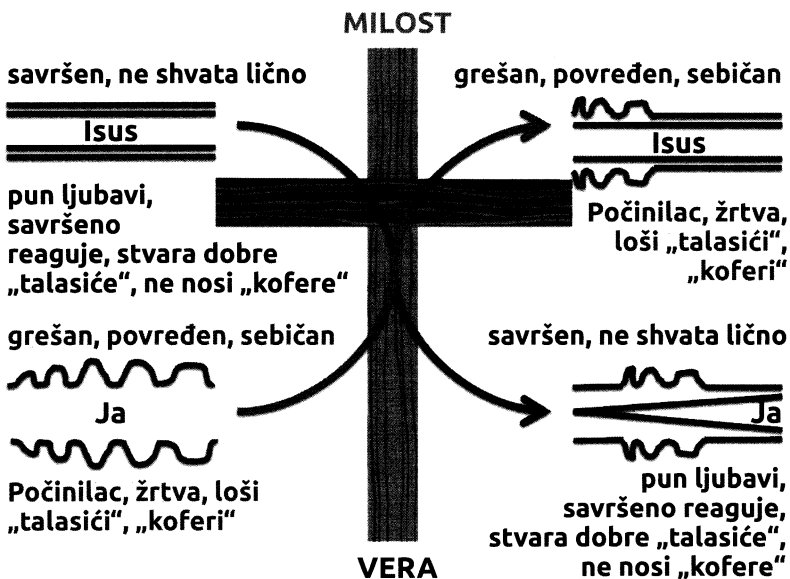 MILOST
savršen, ne shvata lično
Isus
pun ljubavi,
savršeno
reaguje, stvara dobre
„talasiće“, ne nosi „kofere“
grešan, povređen, sebičan
Isus
Počinilac, žrtva,
loši „talasići“,
„koferi“
grešan, povređen, sebičan
Ja
Počinilac, žrtva, loši
„talasići“, „koferi“
savršen, ne shvata lično
Ja
pun ljubavi,
savršeno reaguje,
stvara dobre „talasiće“,
ne nosi „kofere“
VERA